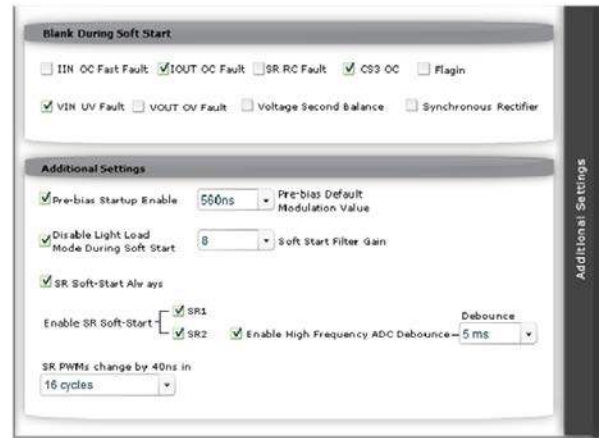 Blank During Soft Start
IIN OC Fast Fault IOUT OC Fault SR RC Fault CS3 OC Flagin
VIN UV Fault VOUT OV Fault Voltage Second Balance Synchronous Rectifier
Additional Settings
Pre-bias Startup Enable 560ns Pre-bias Default
Modulation Value
Disable Light Load
Mode During Soft Start 8 Soft Start Filter Gain
SR Soft-Start Alw ays
Enable SR Soft-Start SR1
SR2 Enable High Frequency ADC Debounce Debounce
5 ms
SR PWMs change by 40ns in
16 cycles
Additional Settings